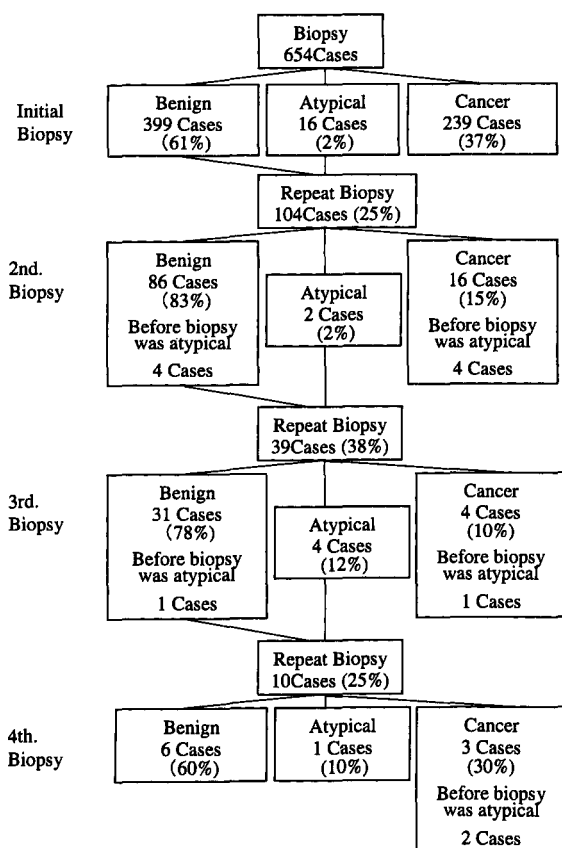 Biopsy
654Cases
Initial
Biopsy
Benign
399 Cases
(61%)
Atypical
16 Cases
(2%)
Cancer
239 Cases
(37%)
Repeat Biopsy
104Cases (25%)
2nd.
Biopsy
Benign
86 Cases
(83%)
Before biopsy
was atypical
4 Cases
Atypical
2 Cases
(2%)
Cancer
16 Cases
(15%)
Before biopsy
was atypical
4 Cases
Repeat Biopsy
39Cases (38%)
3rd.
Biopsy
Benign
31 Cases
(78%)
Before biopsy
was atypical
1 Cases
Atypical
4 Cases
(12%)
Cancer
4 Cases
(10%)
Before biopsy
was atypical
1 Cases
Repeat Biopsy
10Cases (25%)
4th.
Biopsy
Benign
6 Cases
(60%)
Atypical
1 Cases
(10%)
Cancer
3 Cases
(30%)
Before biopsy
was atypical
2 Cases